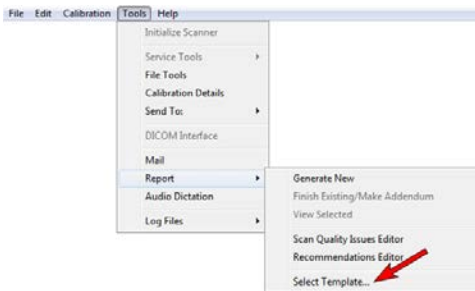 File Edit Calibration Tools Help
Initialize Scanner
Service Tools
File Tools
Calibration Details
Send To:
DICOM Interface
Mail
Report
Audio Dictation
Log Files
Generate New
Finish Existing/Make Addendum
View Selected
Scan Quality Issues Editor
Recommendations Editor
Select Template...